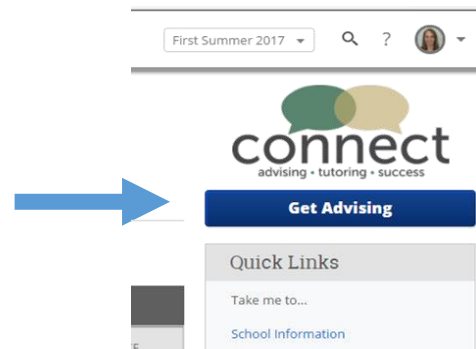 First Summer 2017
?
connect
advising • tutoring • success
Get Advising
Quick Links
Take me to...
School Information